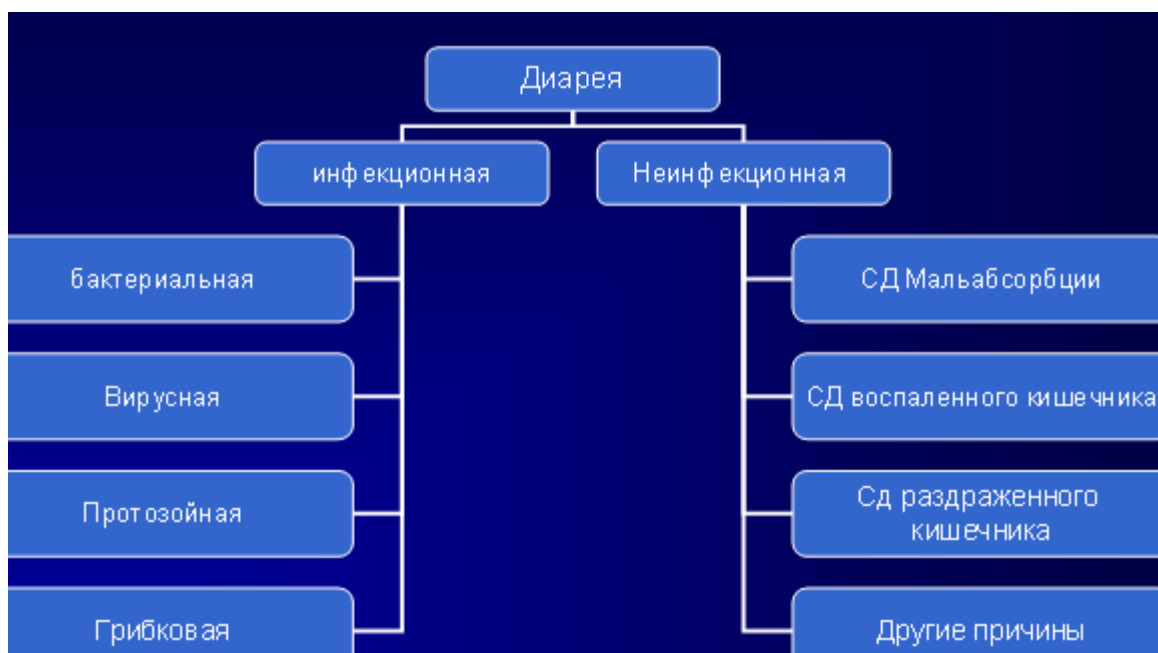 Диарея
инфекционная
Неинфекционная
бактериальная
СД Мальабсорбции
Вирусная
СД воспаленного кишечника
Протозойная
Сд раздраженного
кишечника
Грибковая
Другие причины